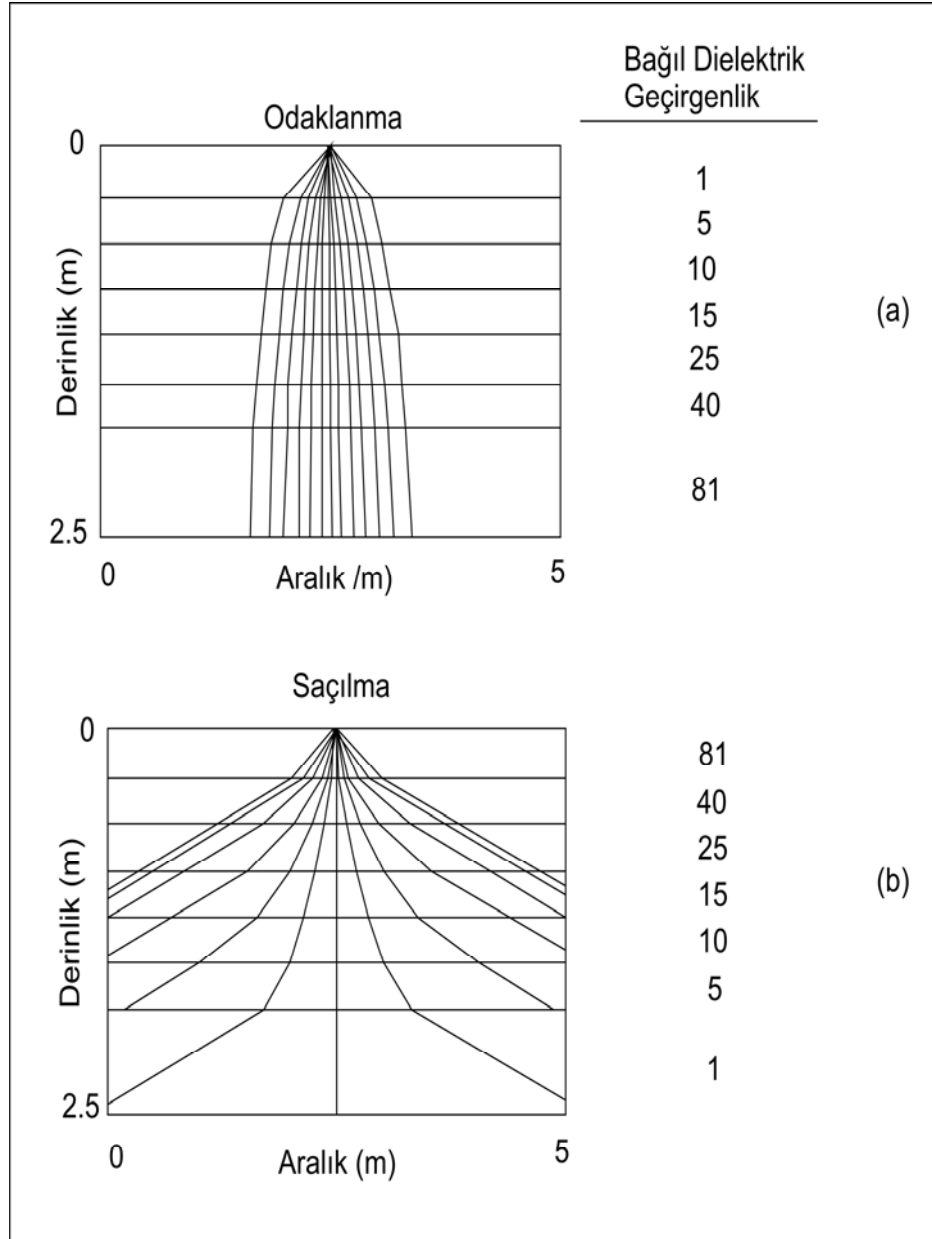 Bağıl Dielektrik
Geçirgenlik
Odaklanma
0
Derinlik (m)
2.5
0
Aralık /m)
5
1
5
10
15
25
40
81
(a)
Saçılma
0
Derinlik (m)
2.5
0
Aralık (m)
5
81
40
25
15
10
5
1
(b)